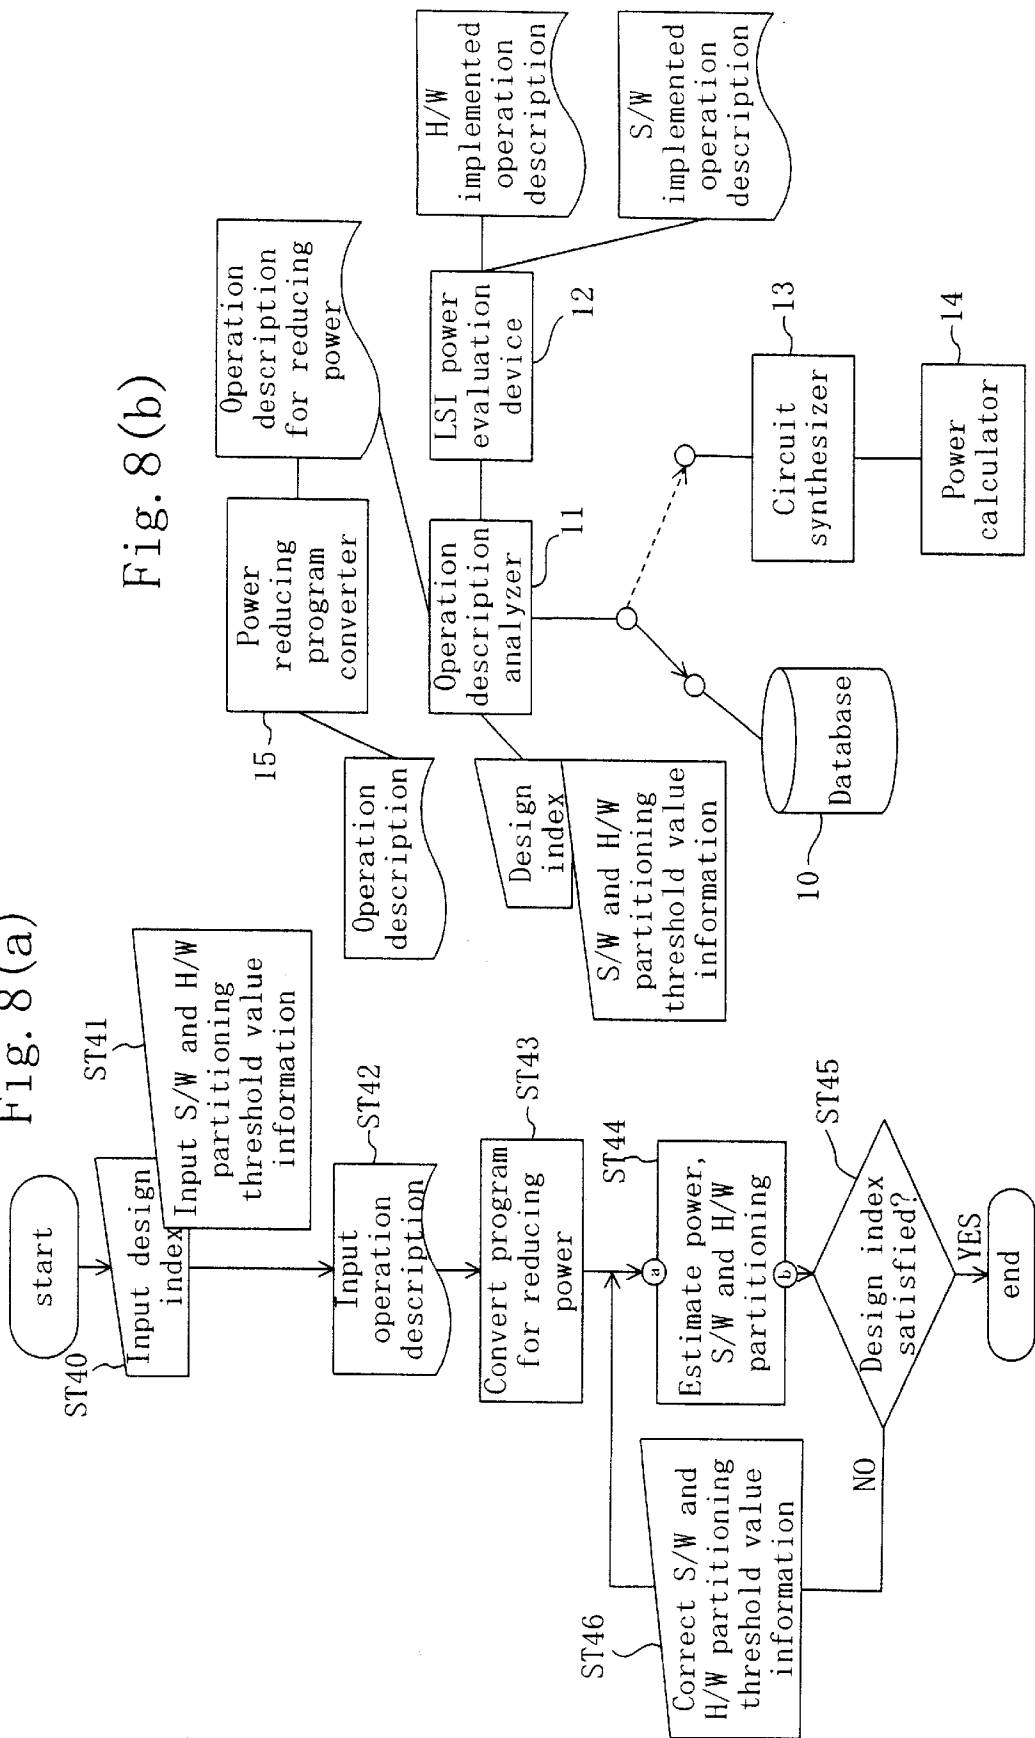 Fig. 8(a)
start
ST40
Input design
index
ST41
Input S/W and H/W
partitioning
threshold value
information
ST42
Input
operation
description
ST43
Convert program
for reducing
power
ST44
a
Estimate power,
S/W and H/W
partitioning
b
ST45
Design index
satisfied?
YES
end
NO
ST46
Correct S/W and
H/W partitioning
threshold value
information
Fig. 8(b)
Operation
description
15
Power
reducing
program
converter
Operation
description
for reducing
power
Design
index
S/W and H/W
partitioning
threshold value
information
Operation
description
analyzer
11
LSI power
evaluation
device
12
H/W
implemented
operation
description
S/W
implemented
operation
description
10
Database
Circuit
synthesizer
13
Power
calculator
14